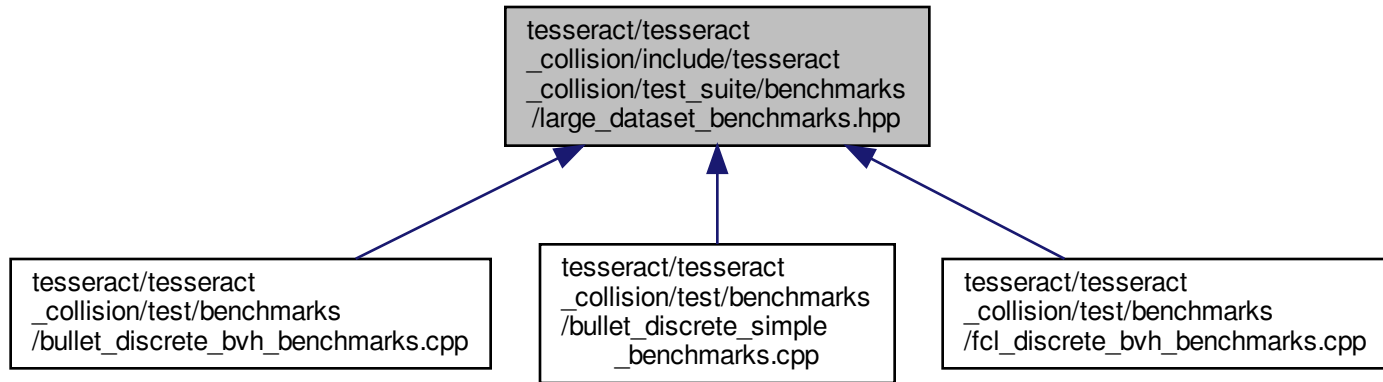 tesseract/tesseract
_collision/include/tesseract
_collision/test_suite/benchmarks
/large_dataset_benchmarks.hpp
tesseract/tesseract
_collision/test/benchmarks
/bullet_discrete_bvh_benchmarks.cpp
tesseract/tesseract
_collision/test/benchmarks
/bullet_discrete_simple
_benchmarks.cpp
tesseract/tesseract
_collision/test/benchmarks
/fcl_discrete_bvh_benchmarks.cpp